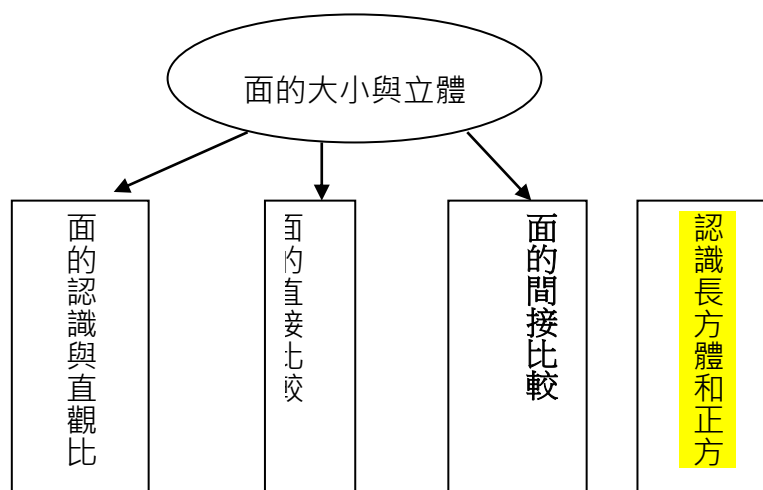 面的大小與立體
面的認識與直觀比
面的直接比較
面的間接比較
認識長方體和正方